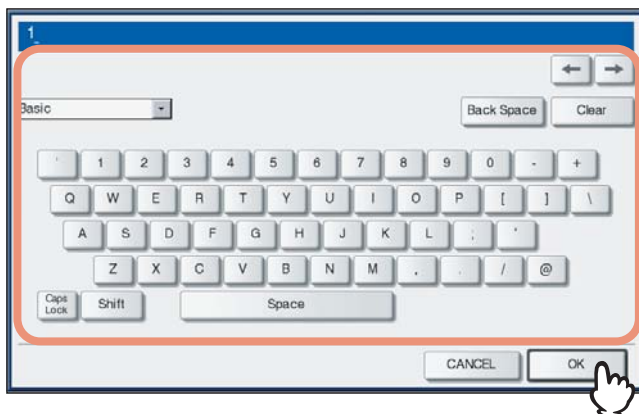 1_
← →
Basic
Back Space Clear
' 1 2 3 4 5 6 7 8 9 0 - +
Q W E R T Y U I O P [ ] \
A S D F G H J K L ; '
Z X C V B N M , . / @
Caps Lock Shift Space
CANCEL OK